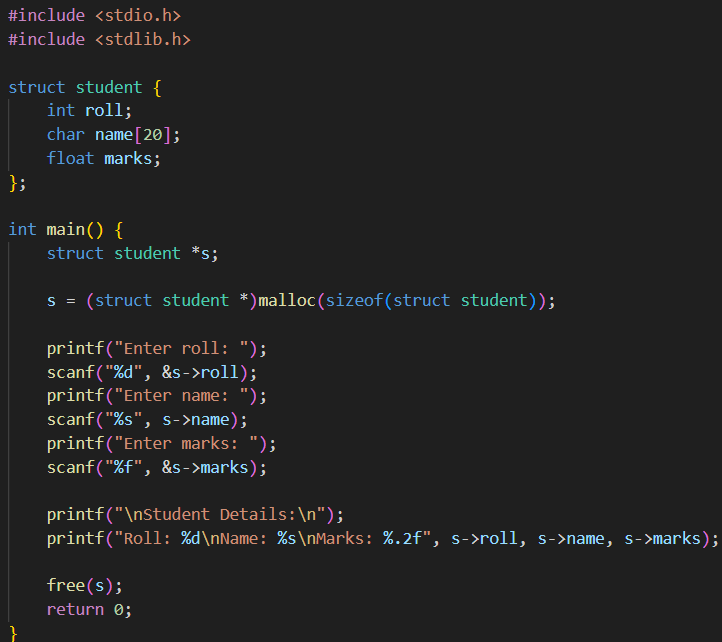 #include <stdio.h>
#include <stdlib.h>

struct student {
    int roll;
    char name[20];
    float marks;
};

int main() {
    struct student *s;

    s = (struct student *)malloc(sizeof(struct student));

    printf("Enter roll: ");
    scanf("%d", &s->roll);
    printf("Enter name: ");
    scanf("%s", s->name);
    printf("Enter marks: ");
    scanf("%f", &s->marks);

    printf("\nStudent Details:\n");
    printf("Roll: %d\nName: %s\nMarks: %.2f", s->roll, s->name, s->marks);

    free(s);
    return 0;
}